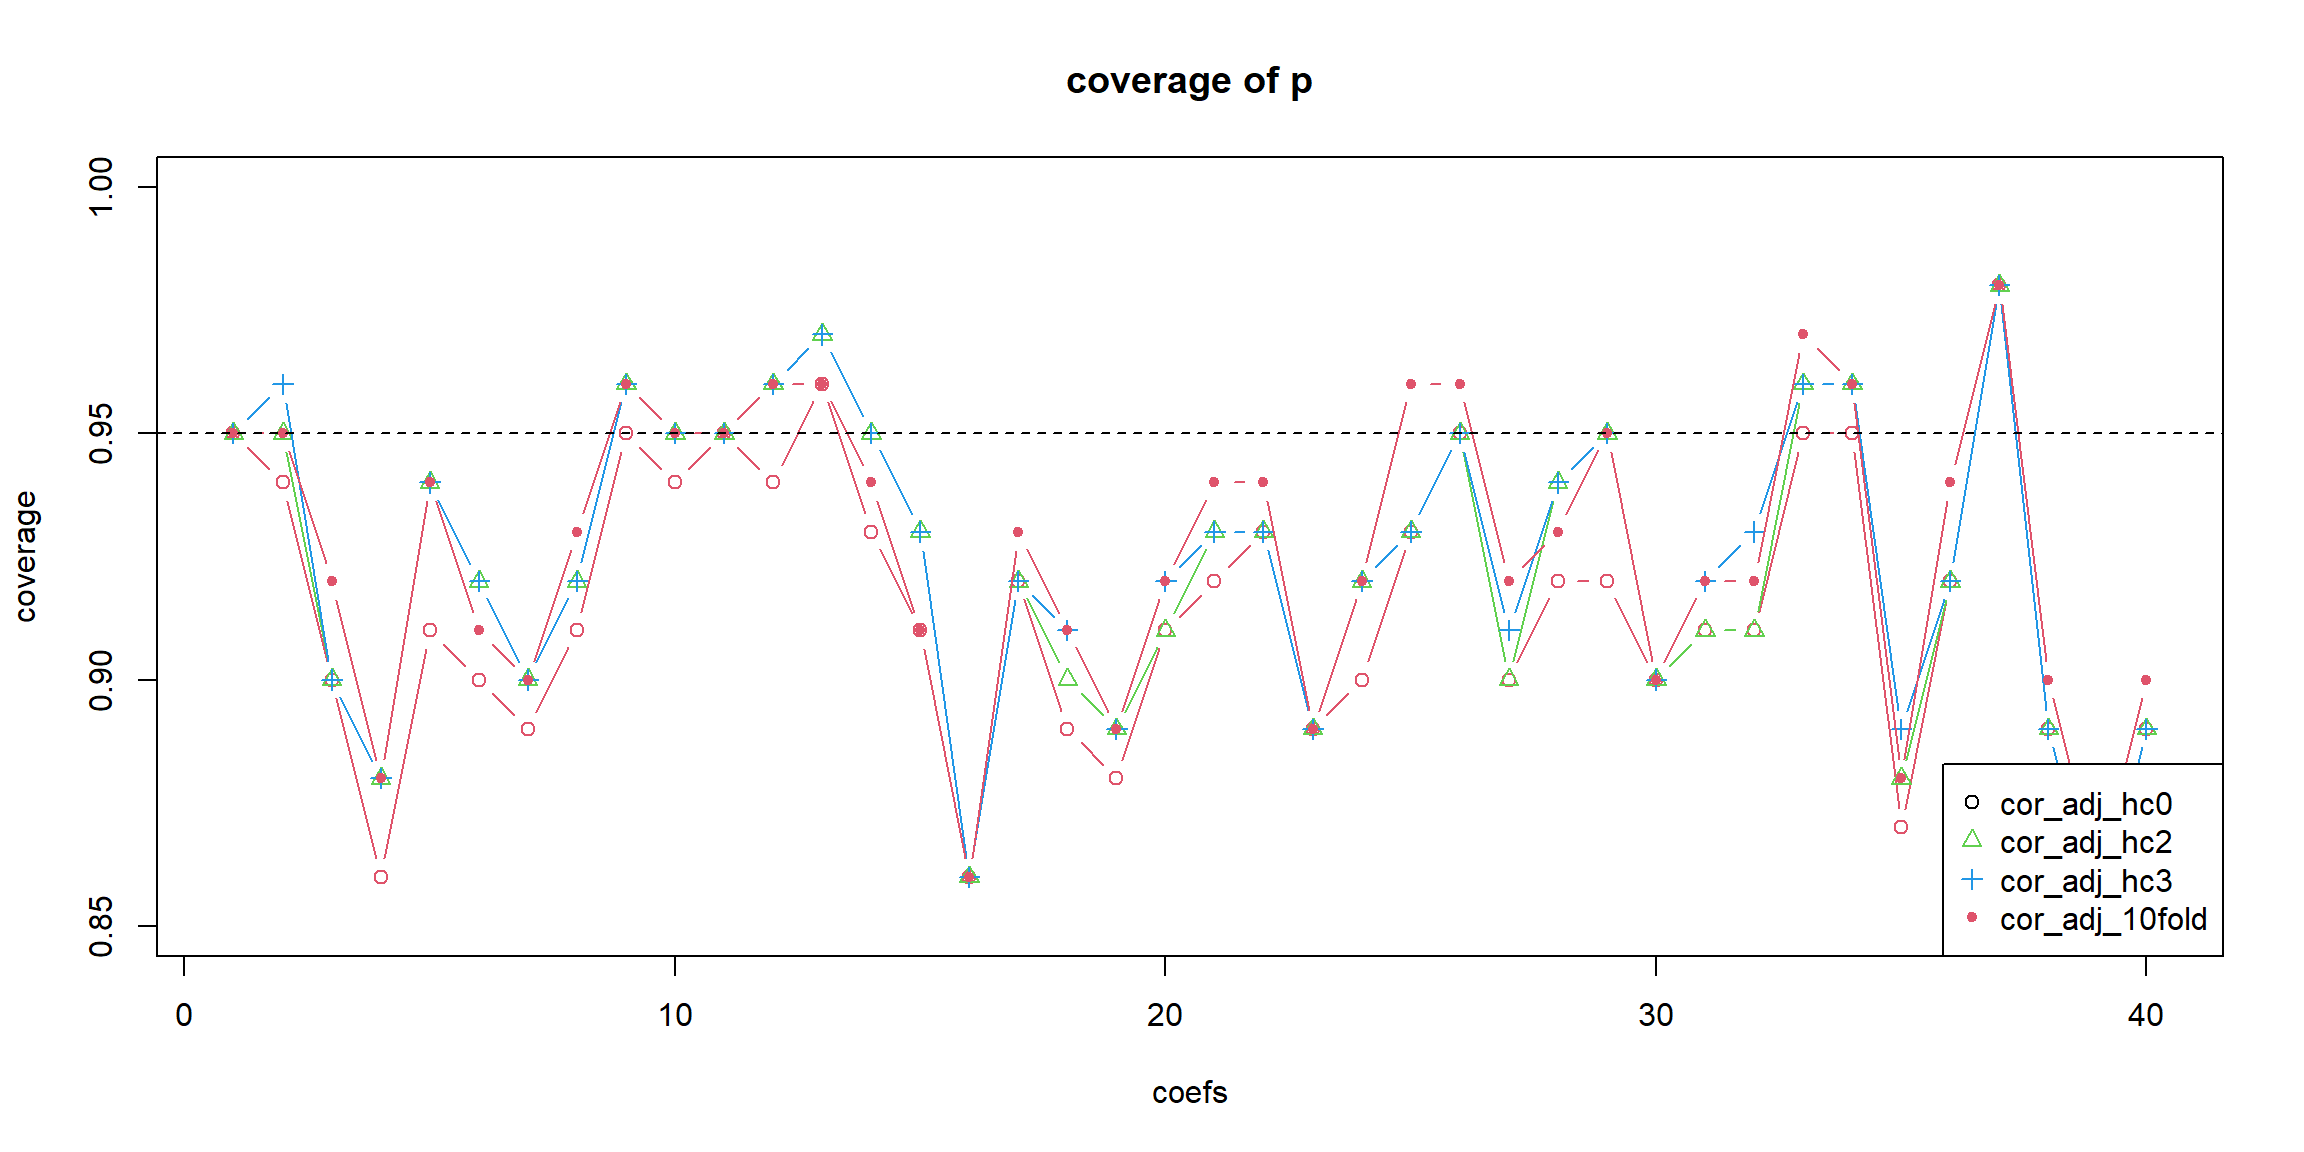 coverage of p
1.00
0.95
0.90
0.85
coverage
0 10 20 30 40
coefs
cor_adj_hc0
cor_adj_hc2
cor_adj_hc3
cor_adj_10fold